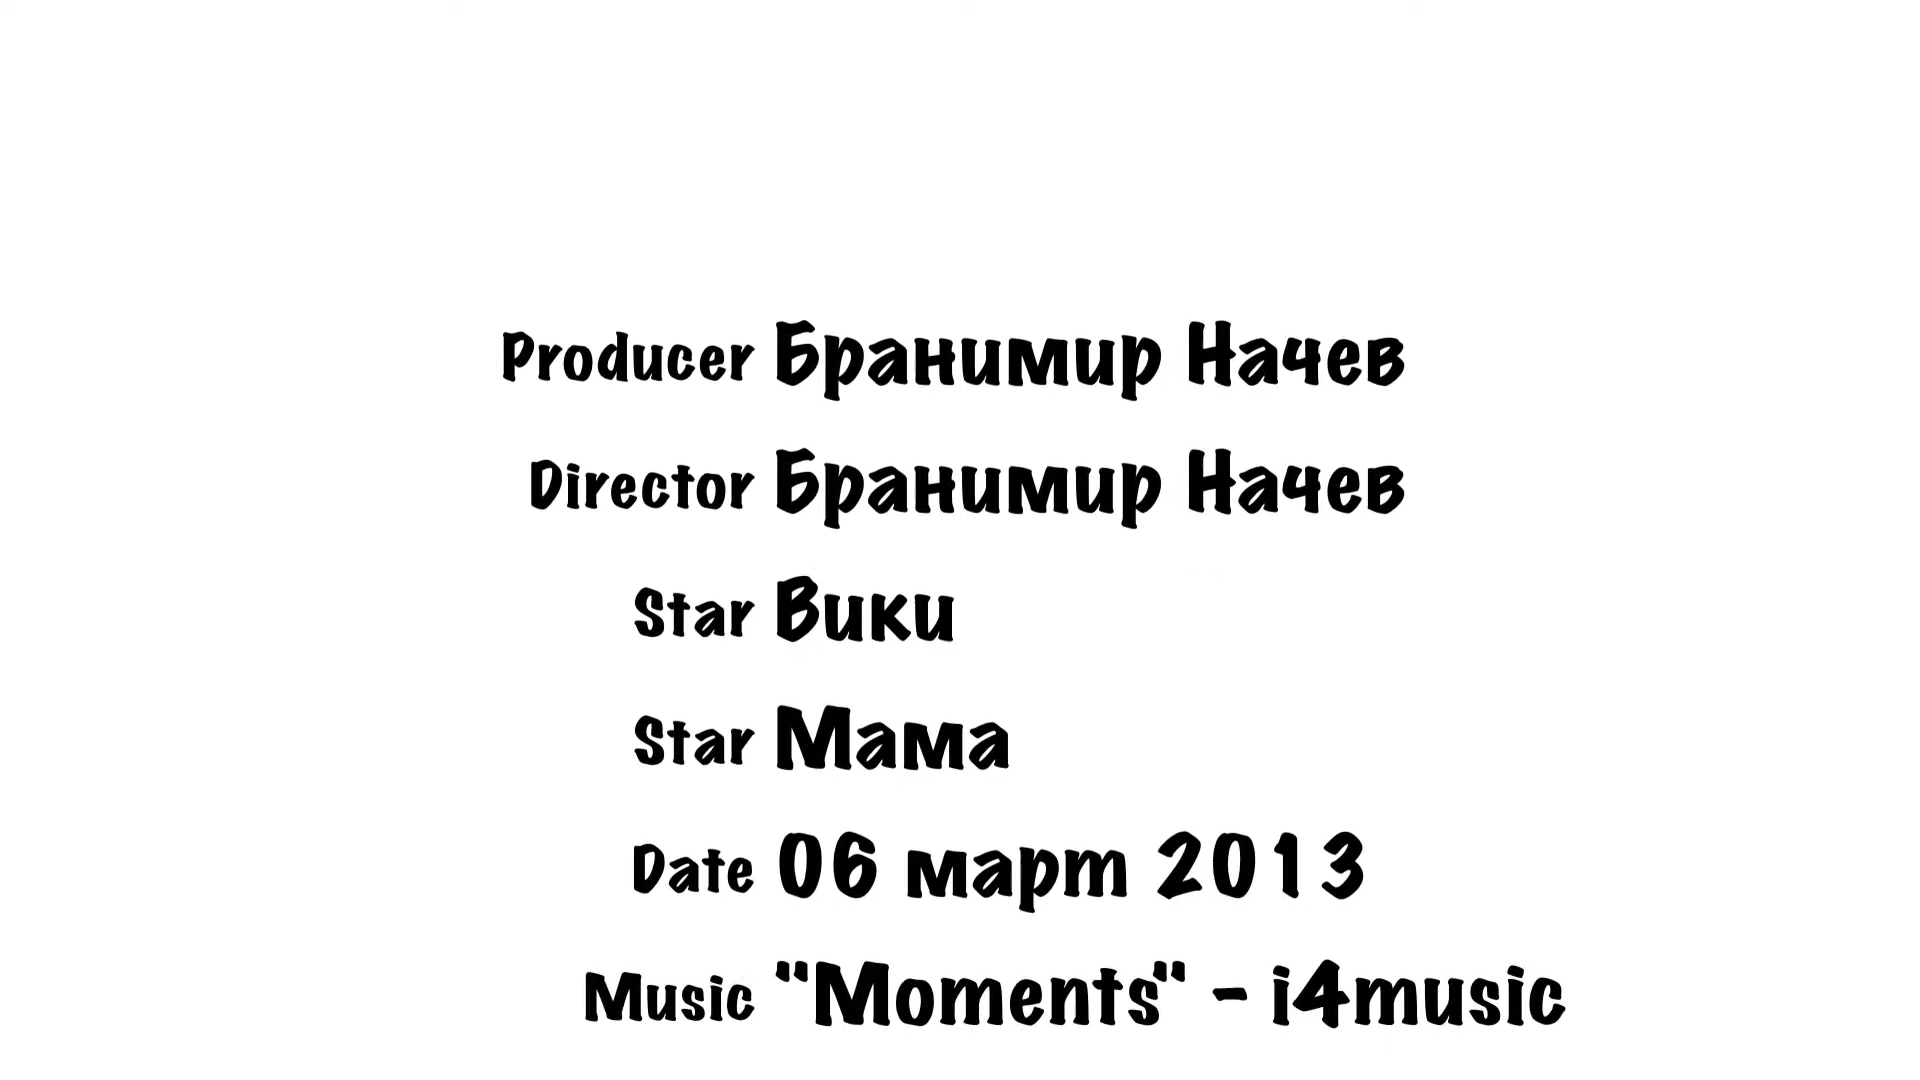 Producer Бранимир Начев
Director Бранимир Начев
Star Вики
Star Мама
Date 06 март 2013
Music "Moments" - i4music